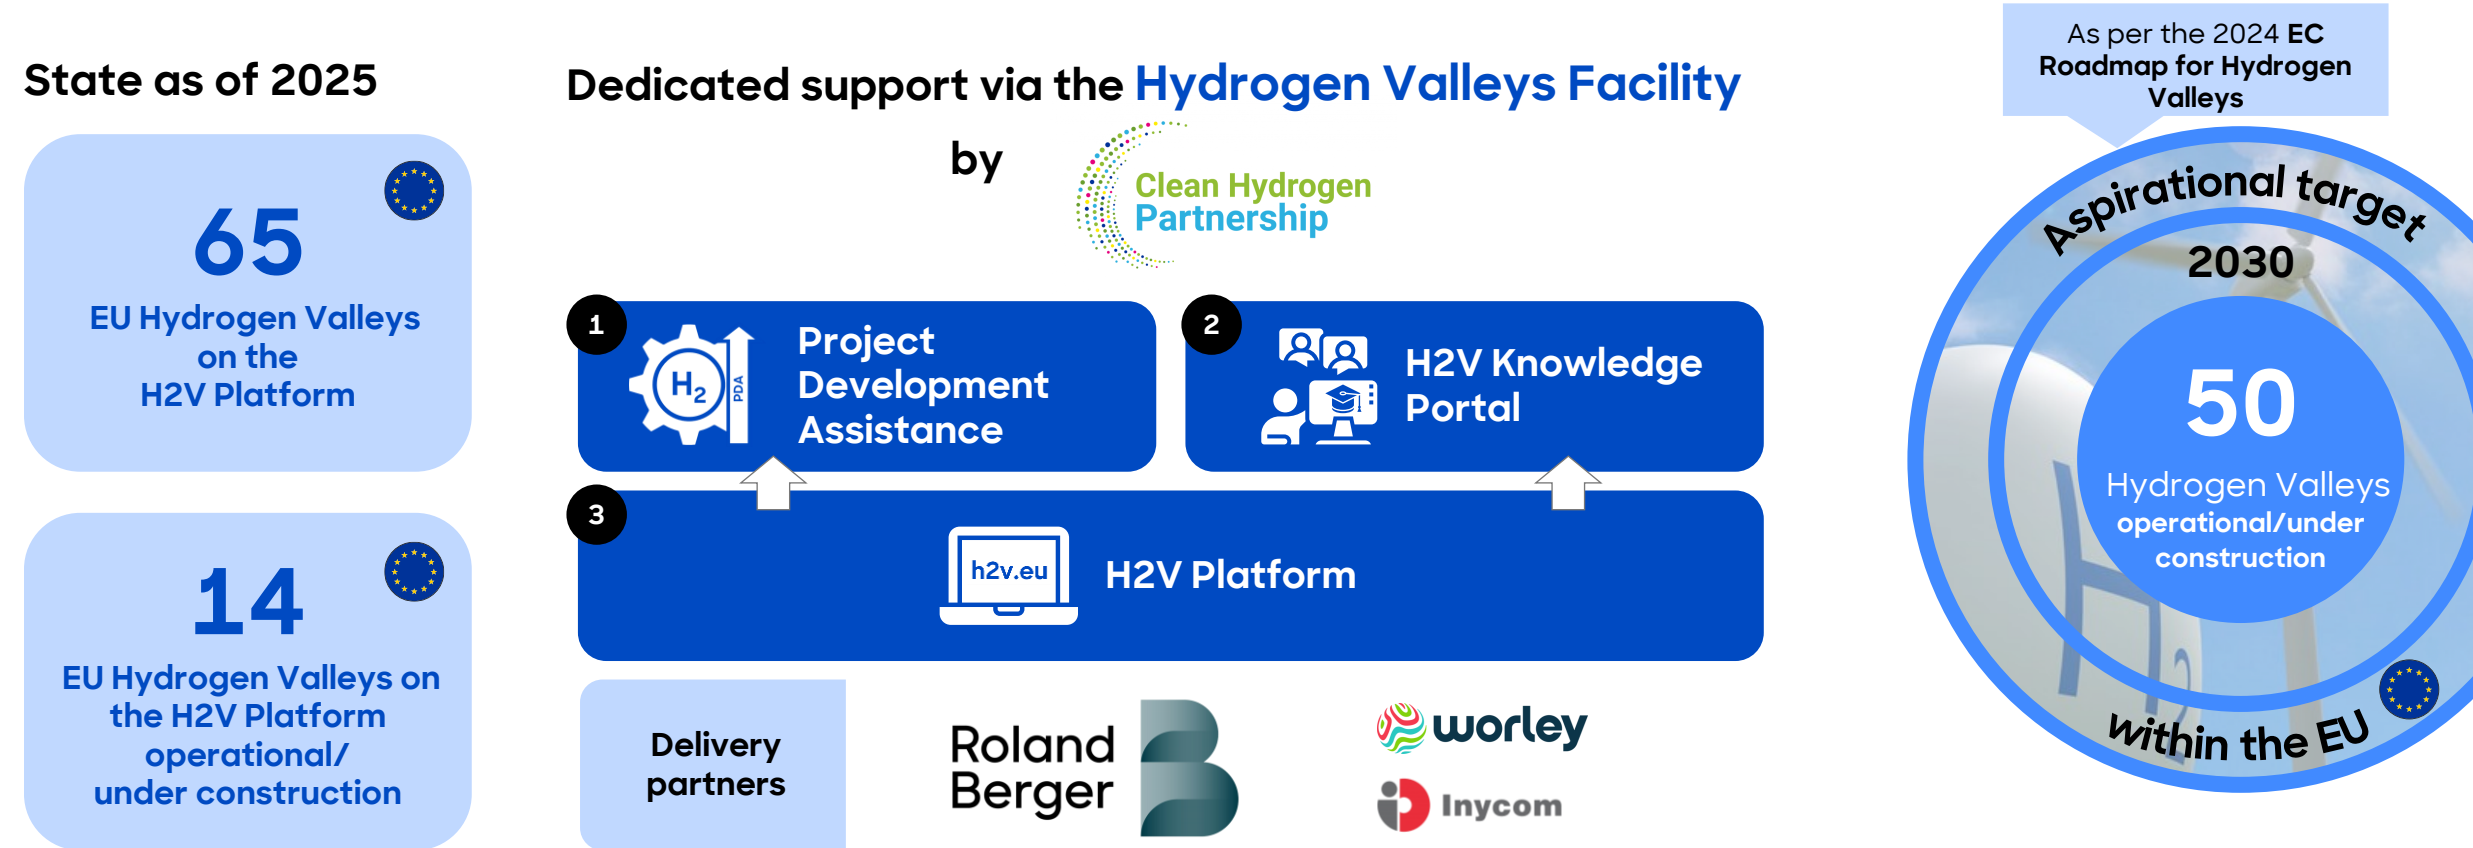 State as of 2025
65
EU Hydrogen Valleys
on the
H2V Platform
14
EU Hydrogen Valleys on
the H2V Platform
operational/
under construction
Dedicated support via the Hydrogen Valleys Facility
by
Clean Hydrogen
Partnership
1
H2
PDA
Project
Development
Assistance
2
H2V Knowledge
Portal
3
h2v.eu
H2V Platform
Delivery
partners
Roland
Berger
worley
Inycom
As per the 2024 EC
Roadmap for Hydrogen
Valleys
Aspirational target
2030
50
Hydrogen Valleys
operational/under
construction
H2
within the EU